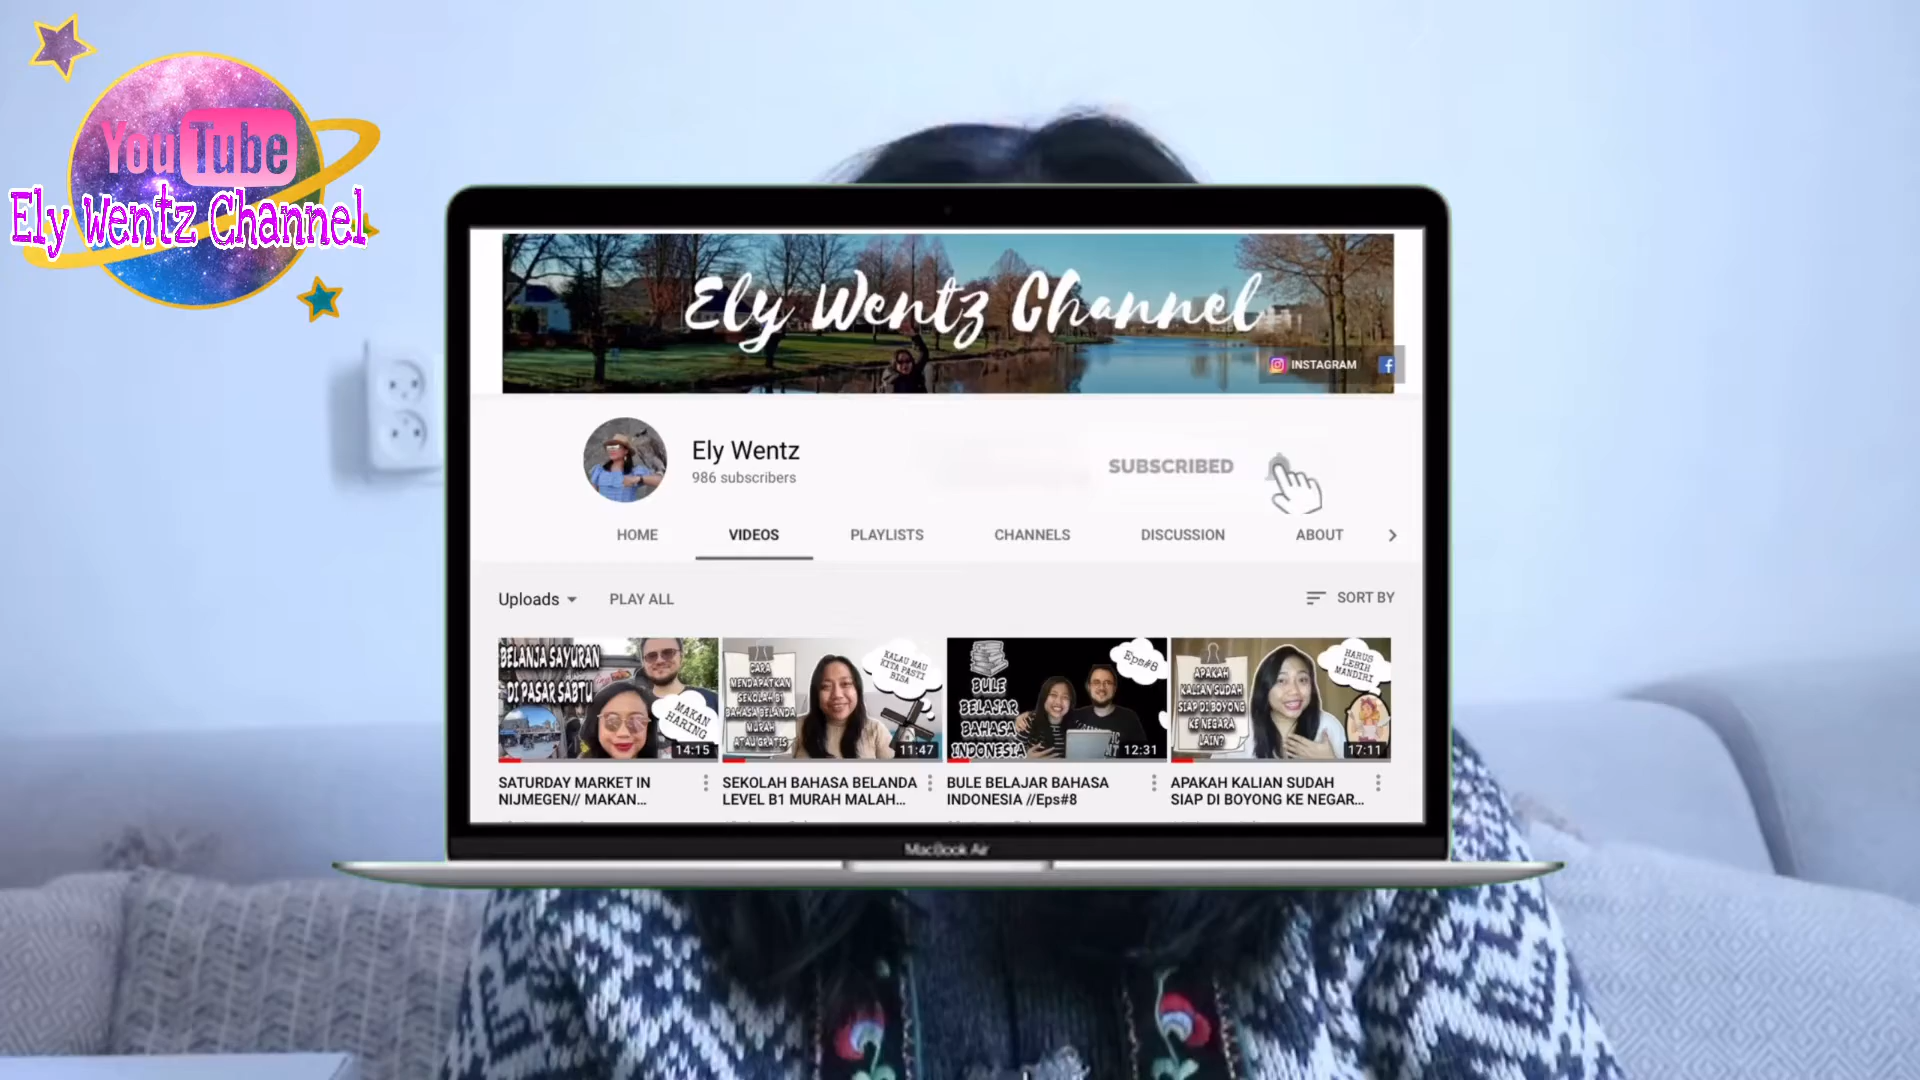 YouTube
Ely Wentz Channel
Ely Wentz Channel
INSTAGRAM
Ely Wentz
986 subscribers
SUBSCRIBED
HOME
VIDEOS
PLAYLISTS
CHANNELS
DISCUSSION
ABOUT
Uploads
PLAY ALL
SORT BY
BELANJA SAYURAN
DI PASAR SABTU
MAKAN
HARING
14:15
CARA
MENDAPATKAN
SEKOLAH B1
BAHASA BELANDA
MURAH
ATAU GRATIS
KALAU MAU
KITA PASTI
BISA
11:47
BULE
BELAJAR
BAHASA
INDONESIA
Eps#8
12:31
APAKAH
KALIAN SUDAH
SIAP DI BOYONG
KE NEGARA
LAIN?
HARUS
LEBIH
MANDIRI
17:11
SATURDAY MARKET IN
NIJMEGEN// MAKAN...
SEKOLAH BAHASA BELANDA
LEVEL B1 MURAH MALAH...
BULE BELAJAR BAHASA
INDONESIA //Eps#8
APAKAH KALIAN SUDAH
SIAP DI BOYONG KE NEGAR...
MacBook Air